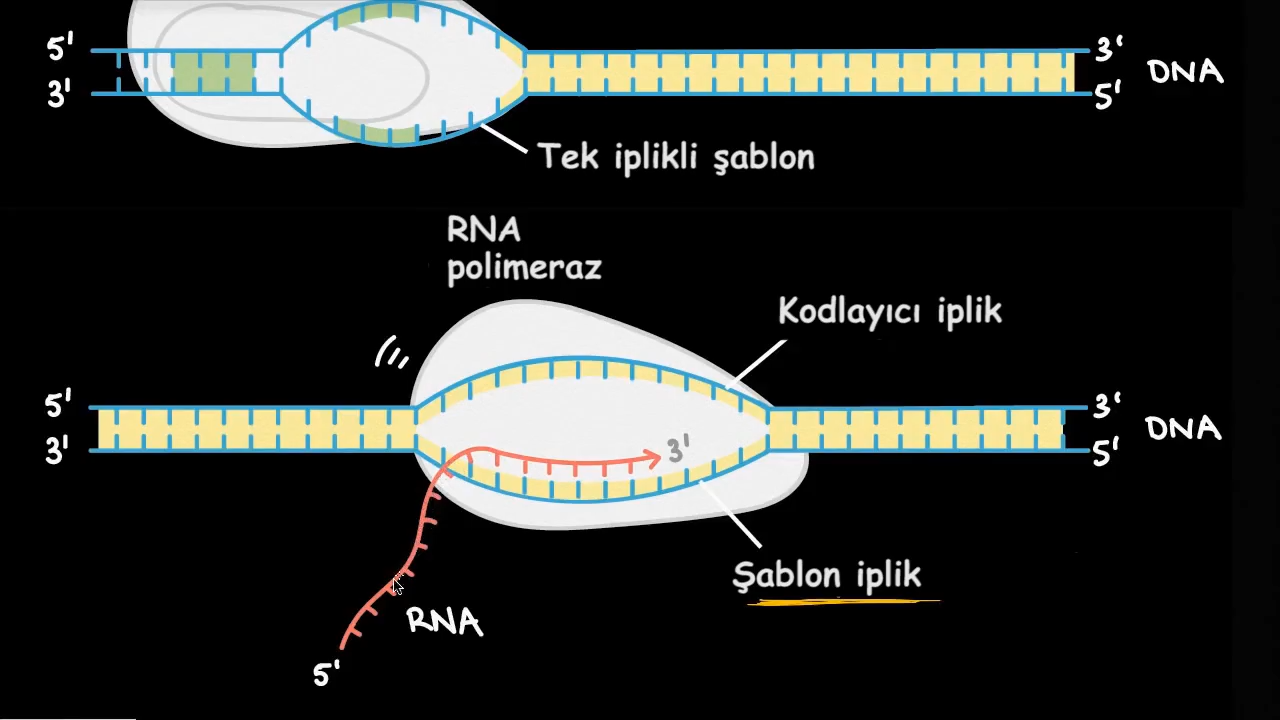 5' 3'
3' 5'
DNA
Tek iplikli şablon
RNA
polimeraz
Kodlayıcı iplik
5' 3'
3' 5'
DNA
3'
Şablon iplik
RNA
5'